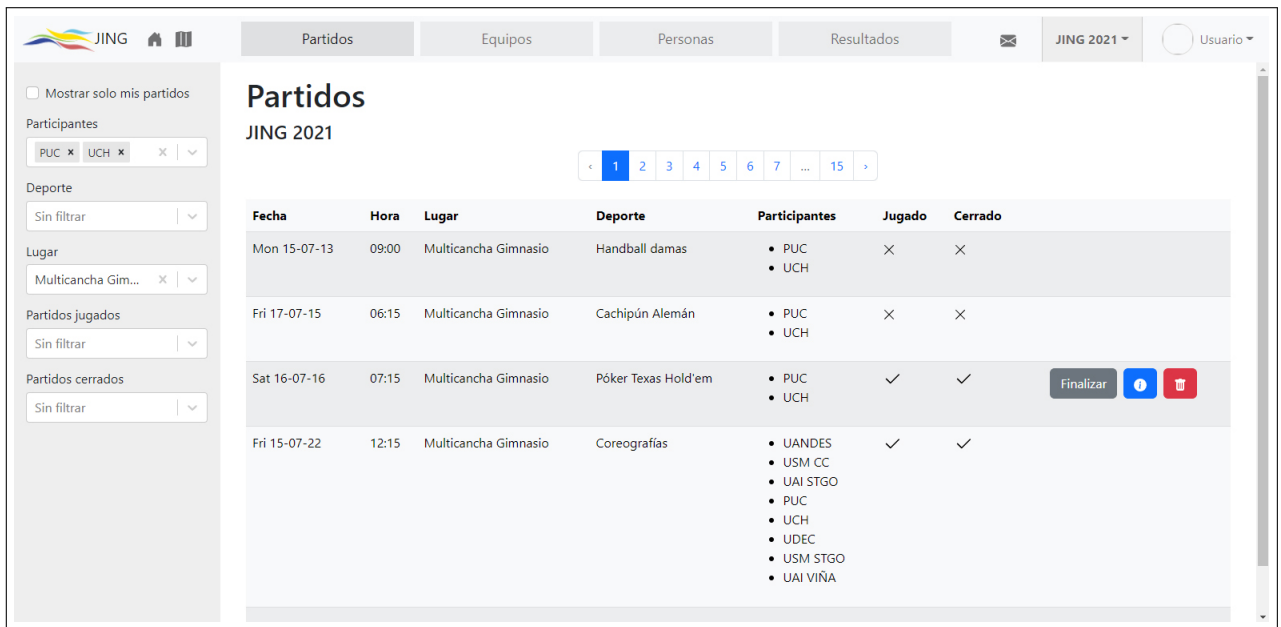 JING Partidos Equipos Personas Resultados JING 2021 Usuario
Mostrar solo mis partidos
Participantes
PUC × UCH ×
Deporte
Sin filtrar
Lugar
Multicancha Gim...
Partidos jugados
Sin filtrar
Partidos cerrados
Sin filtrar
Partidos
JING 2021
‹ 1 2 3 4 5 6 7 ... 15 ›
Fecha Hora Lugar Deporte Participantes Jugado Cerrado
Mon 15-07-13 09:00 Multicancha Gimnasio Handball damas • PUC
• UCH
Fri 17-07-15 06:15 Multicancha Gimnasio Cachipún Alemán • PUC
• UCH
Sat 16-07-16 07:15 Multicancha Gimnasio Póker Texas Hold'em • PUC Finalizar
• UCH
Fri 15-07-22 12:15 Multicancha Gimnasio Coreografías • UANDES
• USM CC
• UAI STGO
• PUC
• UCH
• UDEC
• USM STGO
• UAI VIÑA